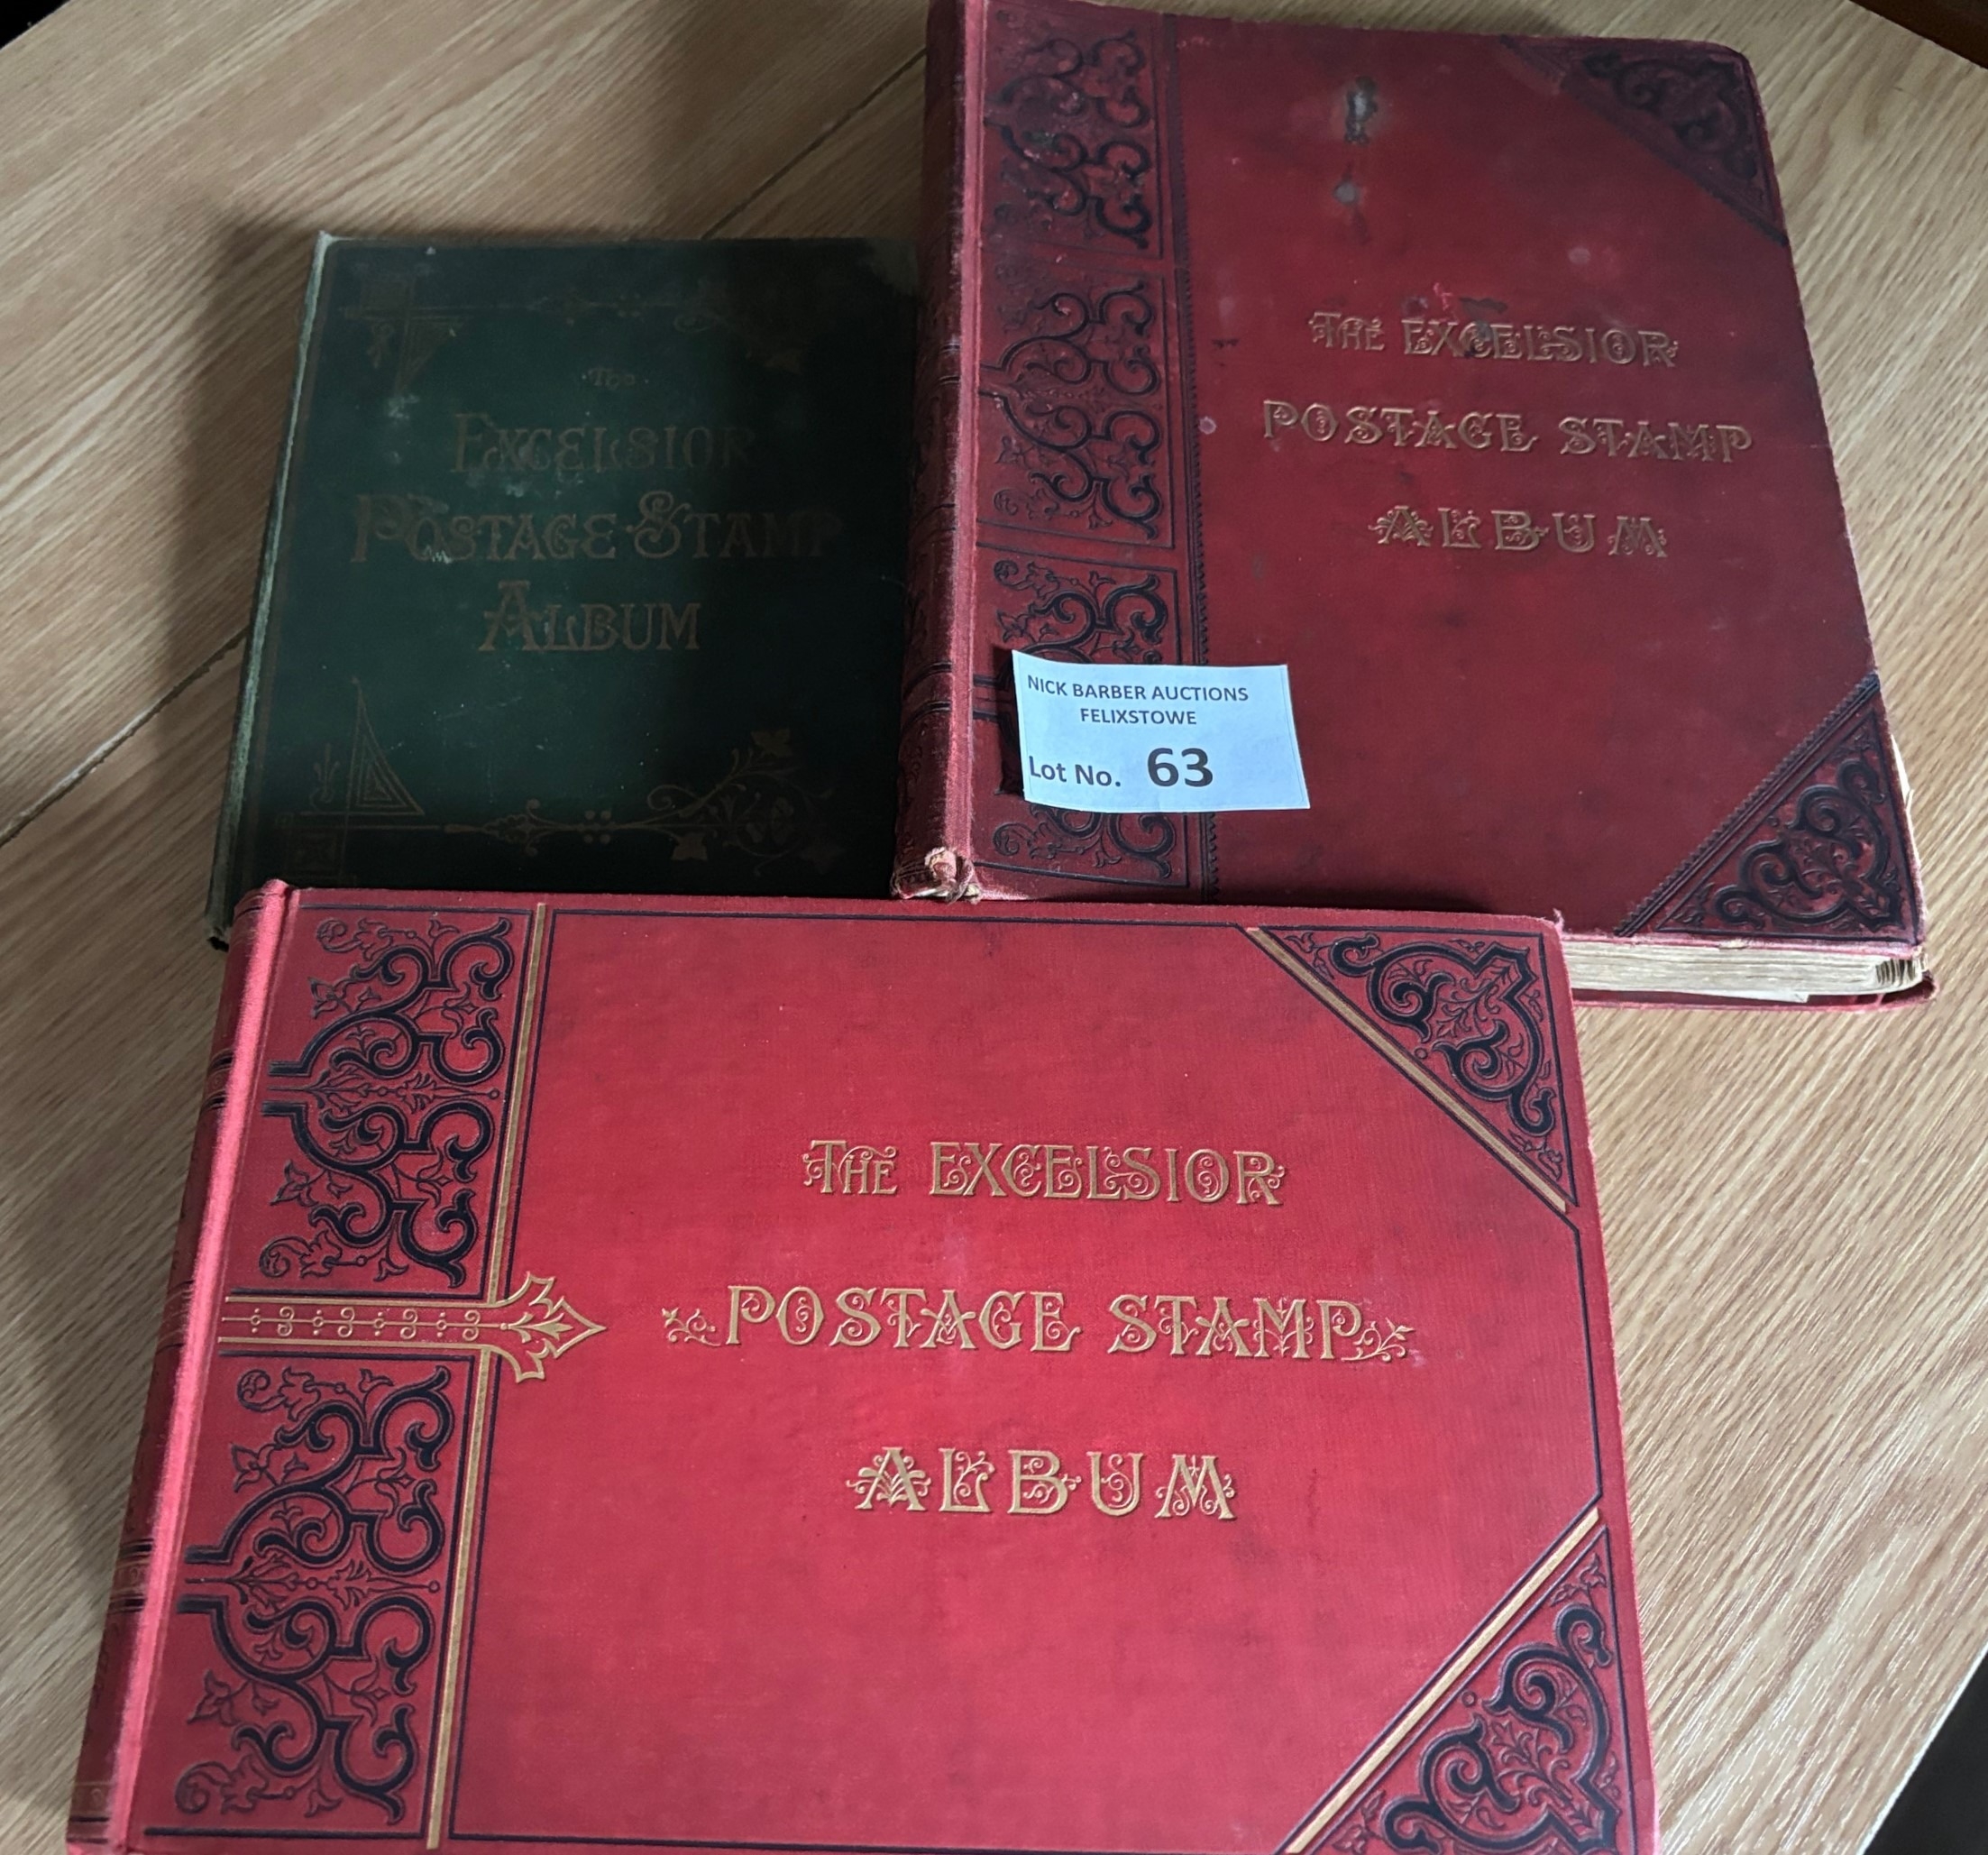 The
EXCELSIOR
POSTAGE STAMP
ALBUM
THE EXCELSIOR
POSTAGE STAMP
ALBUM
NICK BARBER AUCTIONS
FELIXSTOWE
Lot No. 63
THE EXCELSIOR
POSTAGE STAMP
ALBUM